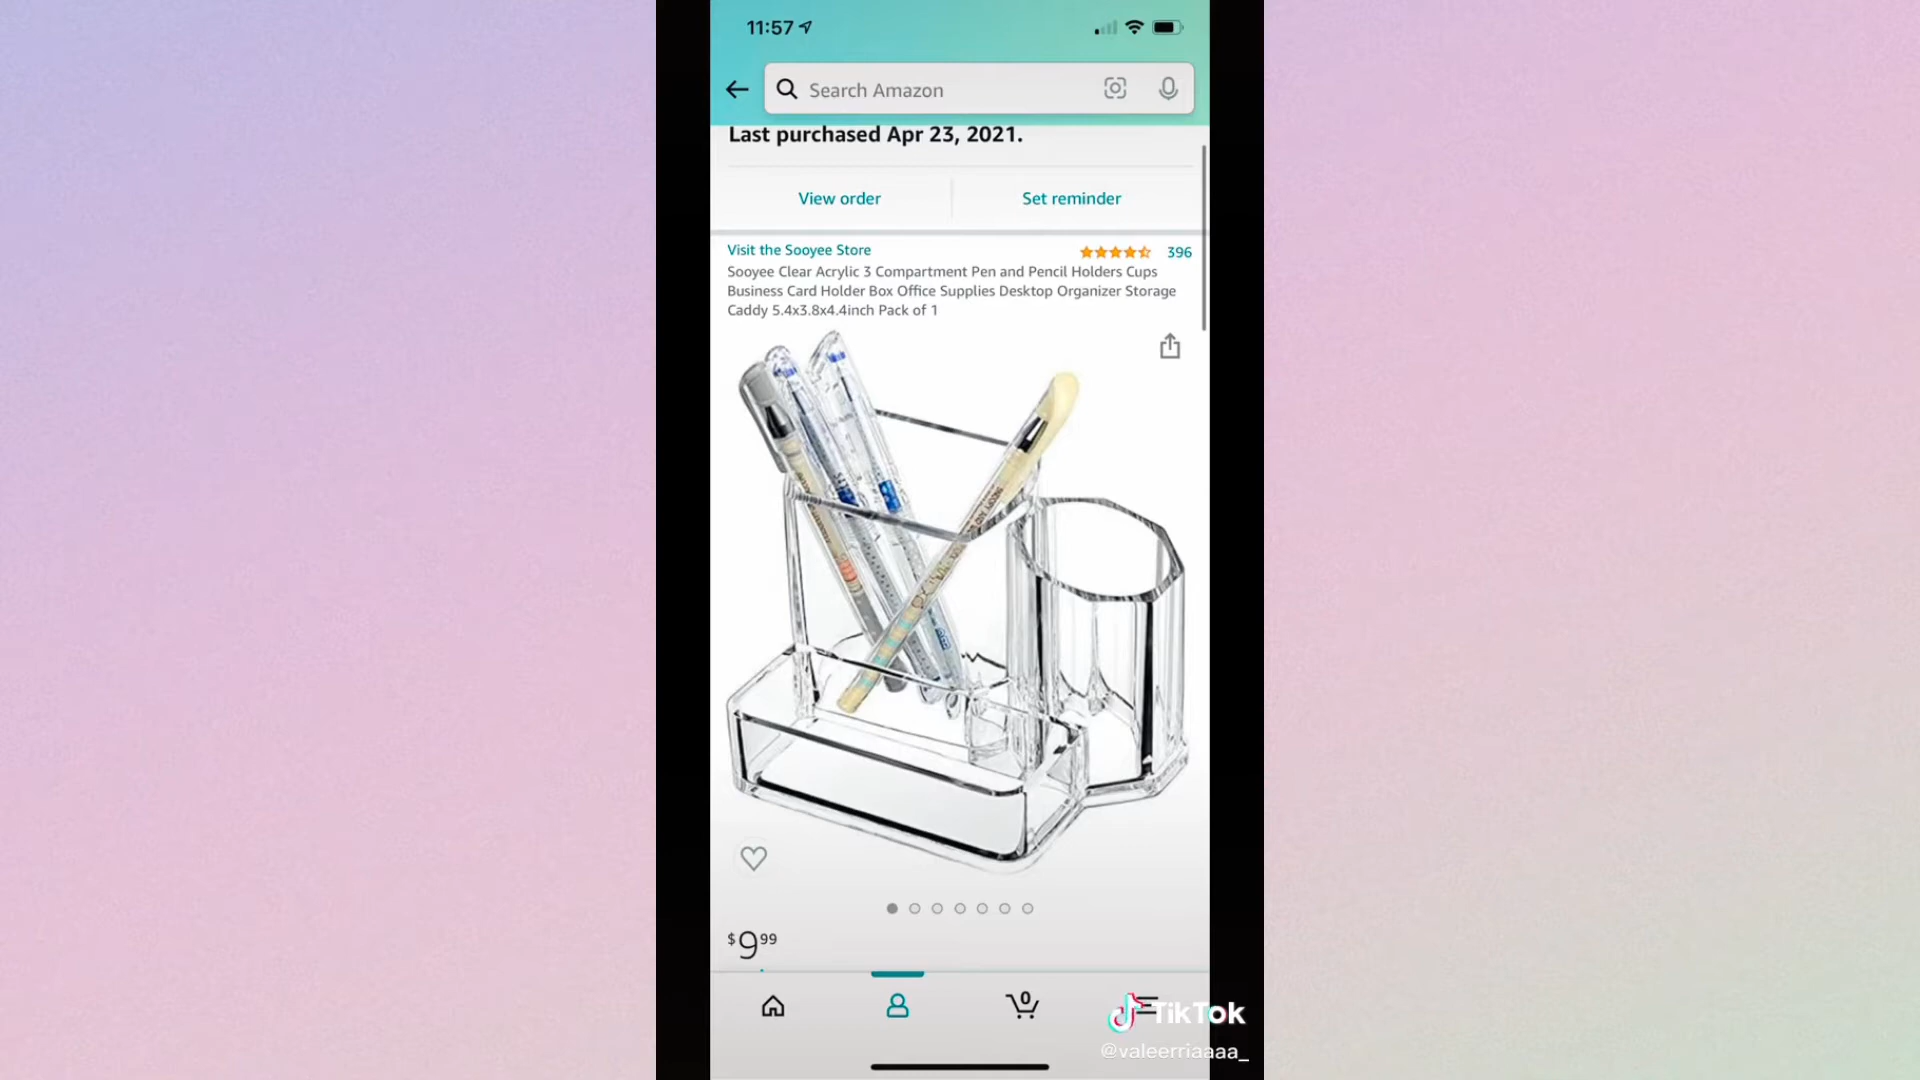 11:57
Search Amazon
Last purchased Apr 23, 2021.
View order
Set reminder
Visit the Sooyee Store
396
Sooyee Clear Acrylic 3 Compartment Pen and Pencil Holders Cups
Business Card Holder Box Office Supplies Desktop Organizer Storage
Caddy 5.4x3.8x4.4inch Pack of 1
$9.99
0
TikTok
@valeerriaaaa_